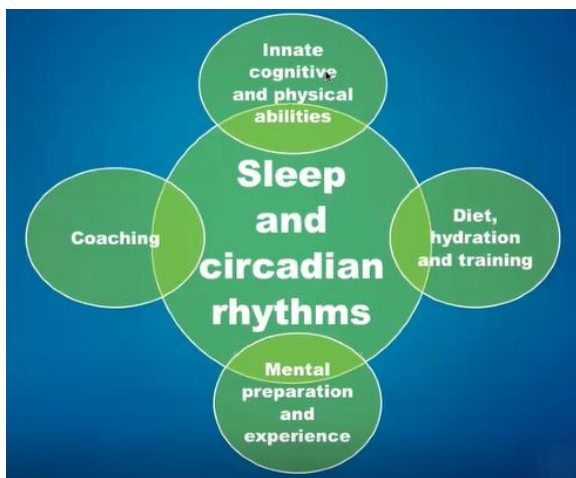 Innate
cognitive
and physical
abilities
Sleep
and
circadian
rhythms
Coaching
Diet,
hydration
and training
Mental
preparation
and
experience